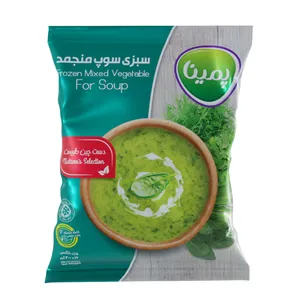 سبزی سوپ منجمد
Frozen Mixed Vegetable
For Soup
پمینا
دست چین طبیعت
Nature's Selection